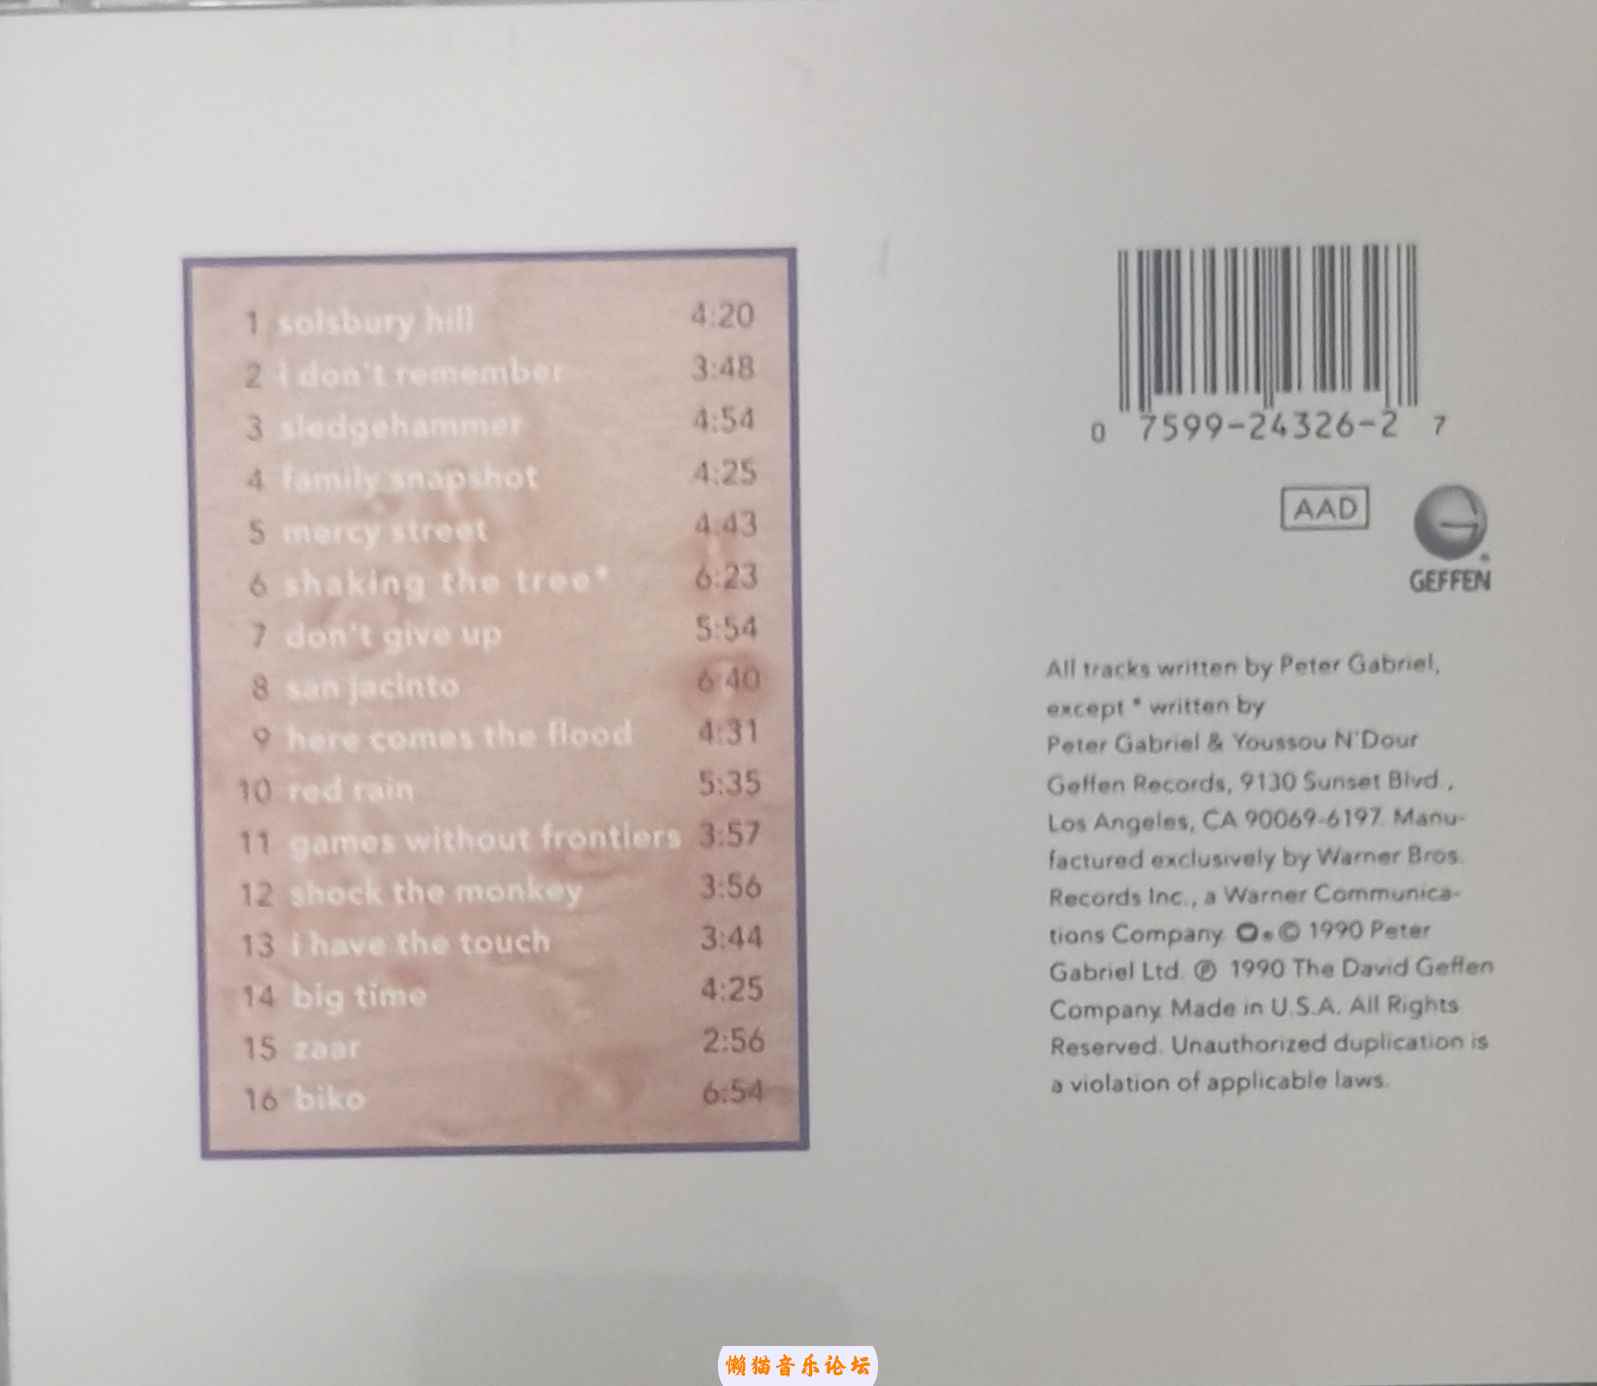 1 solsbury hill 4:20
2 i don't remember 3:48
3 sledgehammer 4:54
4 family snapshot 4:25
5 mercy street 4:43
6 shaking the tree* 6:23
7 don't give up 5:54
8 san jacinto 6:40
9 here comes the flood 4:31
10 red rain 5:35
11 games without frontiers 3:57
12 shock the monkey 3:56
13 i have the touch 3:44
14 big time 4:25
15 zaar 2:56
16 biko 6:54
0 7599-24326-2 7
AAD
GEFFEN®
All tracks written by Peter Gabriel,
except * written by
Peter Gabriel & Youssou N'Dour
Geffen Records, 9130 Sunset Blvd.,
Los Angeles, CA 90069-6197. Manu-
factured exclusively by Warner Bros.
Records Inc., a Warner Communica-
tions Company. © 1990 Peter
Gabriel Ltd. ℗ 1990 The David Geffen
Company. Made in U.S.A. All Rights
Reserved. Unauthorized duplication is
a violation of applicable laws.
懒猫音乐论坛